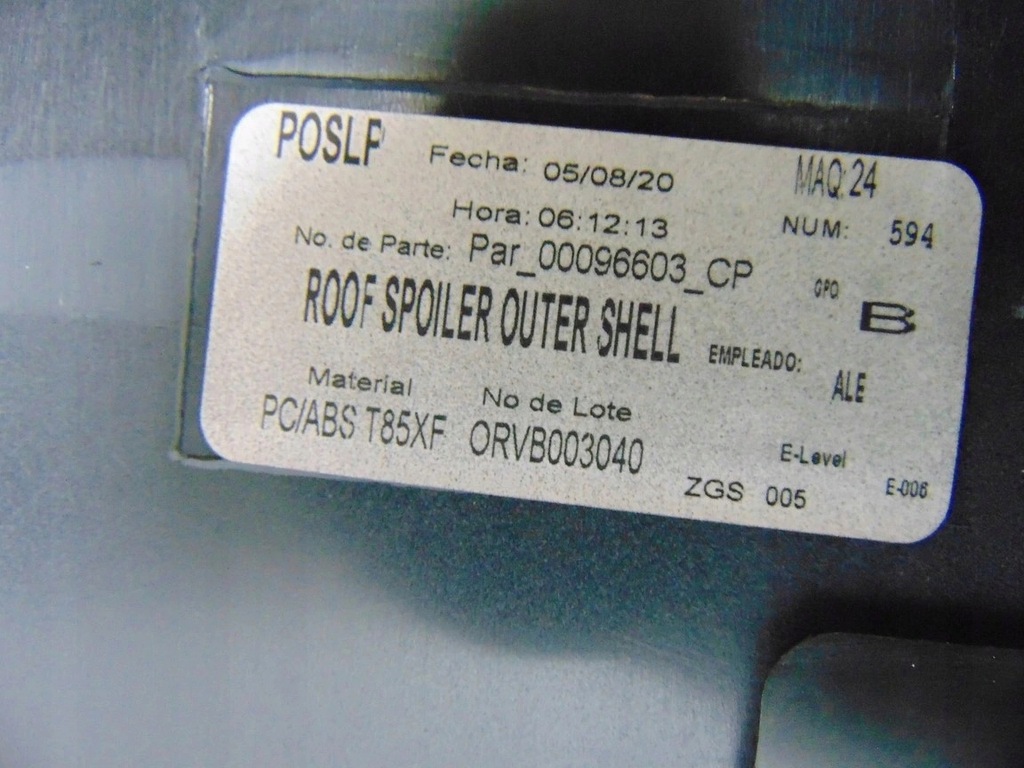 POSLP Fecha: 05/08/20 MAQ: 24
Hora: 06:12:13 NUM: 594
No. de Parte: Par_00096603_CP GPO B
ROOF SPOILER OUTER SHELL EMPLEADO: ALE
Material No de Lote
PC/ABS T85XF ORVB003040 E-Level E-006
ZGS 005